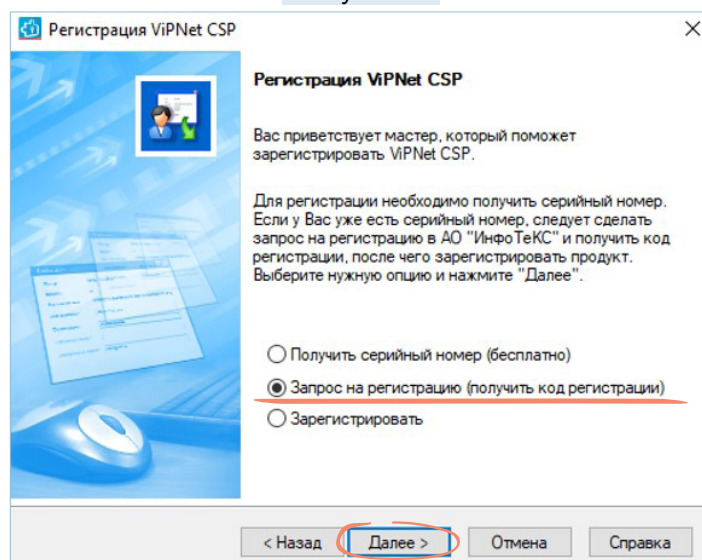 Регистрация ViPNet CSP
Регистрация ViPNet CSP
Вас приветствует мастер, который поможет
зарегистрировать ViPNet CSP.
Для регистрации необходимо получить серийный номер.
Если у Вас уже есть серийный номер, следует сделать
запрос на регистрацию в АО "ИнфоТеКС" и получить код
регистрации, после чего зарегистрировать продукт.
Выберите нужную опцию и нажмите "Далее".
Получить серийный номер (бесплатно)
Запрос на регистрацию (получить код регистрации)
Зарегистрировать
< Назад Далее > Отмена Справка